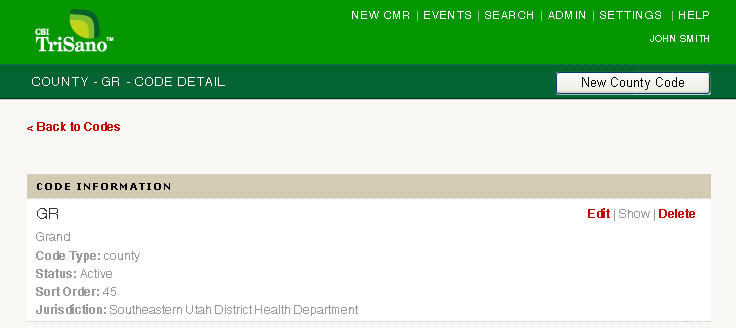 CSI
TriSano™
NEW CMR | EVENTS | SEARCH | ADMIN | SETTINGS | HELP
JOHN SMITH
COUNTY - GR - CODE DETAIL
New County Code
< Back to Codes
CODE INFORMATION
GR
Edit | Show | Delete
Grand
Code Type: county
Status: Active
Sort Order: 45
Jurisdiction: Southeastern Utah District Health Department